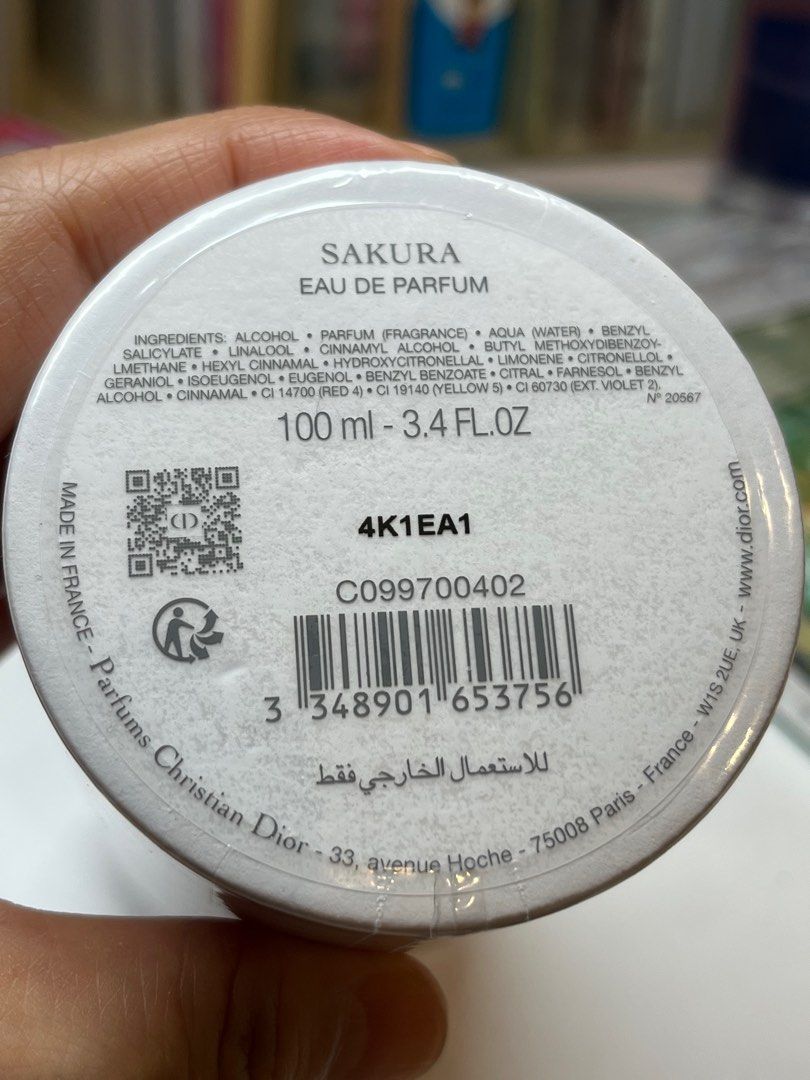 SAKURA
EAU DE PARFUM
INGREDIENTS: ALCOHOL • PARFUM (FRAGRANCE) • AQUA (WATER) • BENZYL
SALICYLATE • LINALOOL • CINNAMYL ALCOHOL • BUTYL METHOXYDIBENZOY-
LMETHANE • HEXYL CINNAMAL • HYDROXYCITRONELLAL • LIMONENE • CITRONELLOL •
GERANIOL • ISOEUGENOL • EUGENOL • BENZYL BENZOATE • CITRAL • FARNESOL • BENZYL
ALCOHOL • CINNAMAL • CI 14700 (RED 4) • CI 19140 (YELLOW 5) • CI 60730 (EXT. VIOLET 2).
N° 20567
100 ml - 3.4 FL.OZ
CD
4K1EA1
C099700402
3 348901 653756
للاستعمال الخارجي فقط
MADE IN FRANCE - Parfums Christian Dior - 33, avenue Hoche - 75008 Paris - France - W1S 2UE, UK - www.dior.com